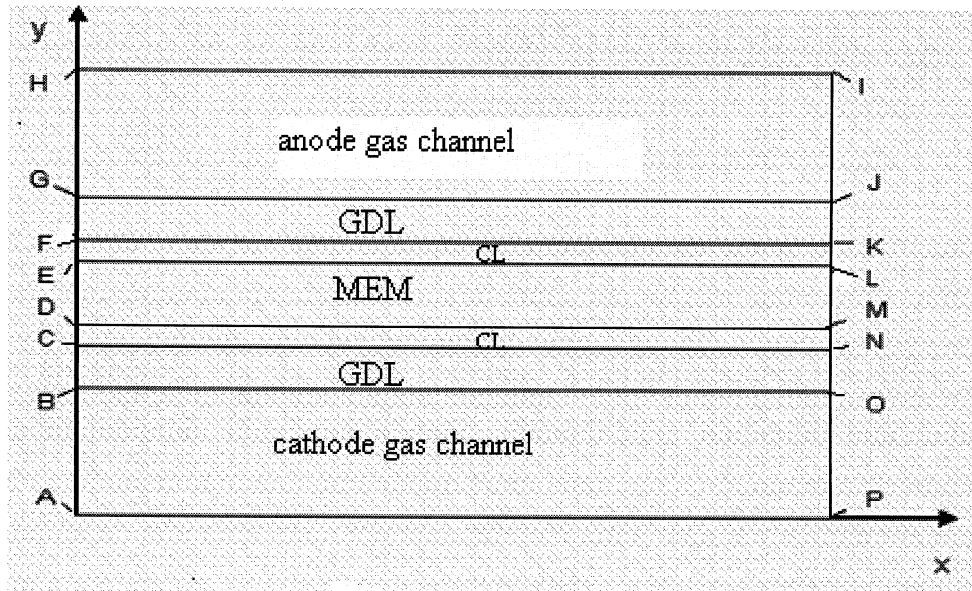 y
H
I
anode gas channel
G
J
GDL
F
K
CL
E
L
MEM
D
M
C
CL
N
GDL
B
O
cathode gas channel
A
P
x